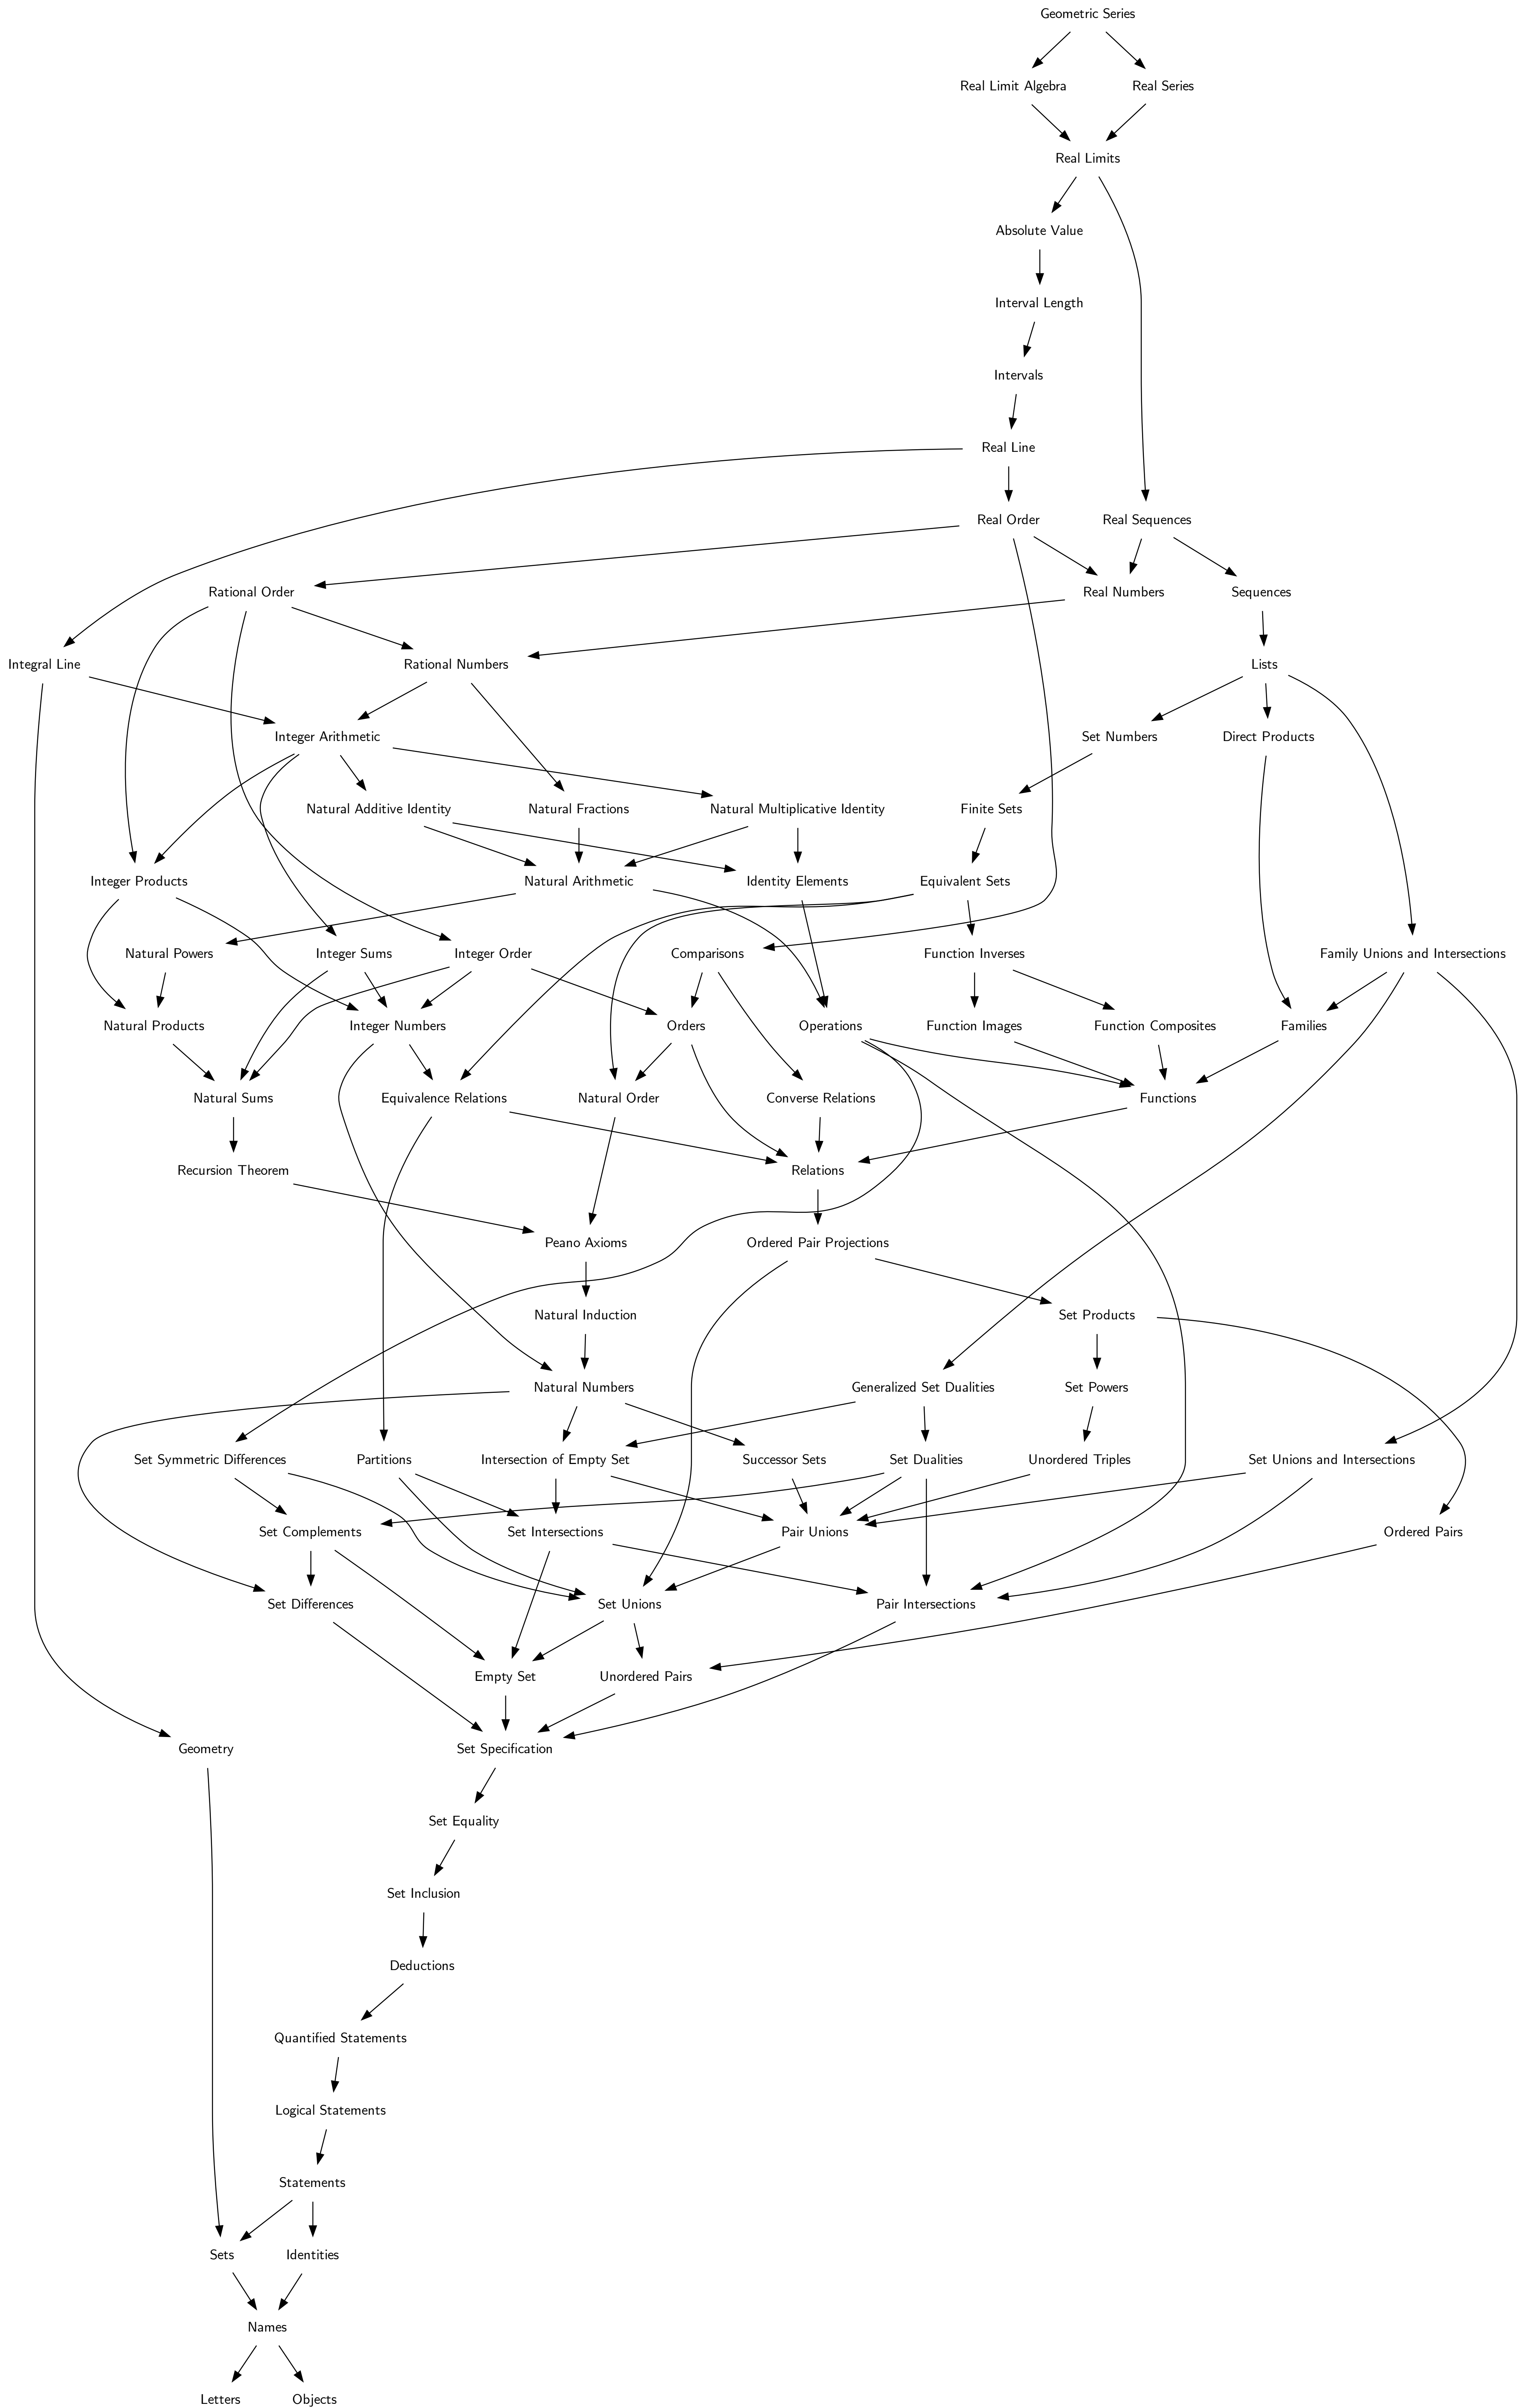 Geometric Series
Real Limit Algebra
Real Series
Real Limits
Absolute Value
Interval Length
Intervals
Real Line
Real Order
Real Sequences
Rational Order
Real Numbers
Sequences
Integral Line
Rational Numbers
Lists
Integer Arithmetic
Set Numbers
Direct Products
Natural Additive Identity
Natural Fractions
Natural Multiplicative Identity
Finite Sets
Integer Products
Natural Arithmetic
Identity Elements
Equivalent Sets
Natural Powers
Integer Sums
Integer Order
Comparisons
Function Inverses
Family Unions and Intersections
Natural Products
Integer Numbers
Orders
Operations
Function Images
Function Composites
Families
Natural Sums
Equivalence Relations
Natural Order
Converse Relations
Functions
Recursion Theorem
Relations
Peano Axioms
Ordered Pair Projections
Natural Induction
Set Products
Natural Numbers
Generalized Set Dualities
Set Powers
Set Symmetric Differences
Partitions
Intersection of Empty Set
Successor Sets
Set Dualities
Unordered Triples
Set Unions and Intersections
Set Complements
Set Intersections
Pair Unions
Ordered Pairs
Set Differences
Set Unions
Pair Intersections
Empty Set
Unordered Pairs
Geometry
Set Specification
Set Equality
Set Inclusion
Deductions
Quantified Statements
Logical Statements
Statements
Sets
Identities
Names
Letters
Objects